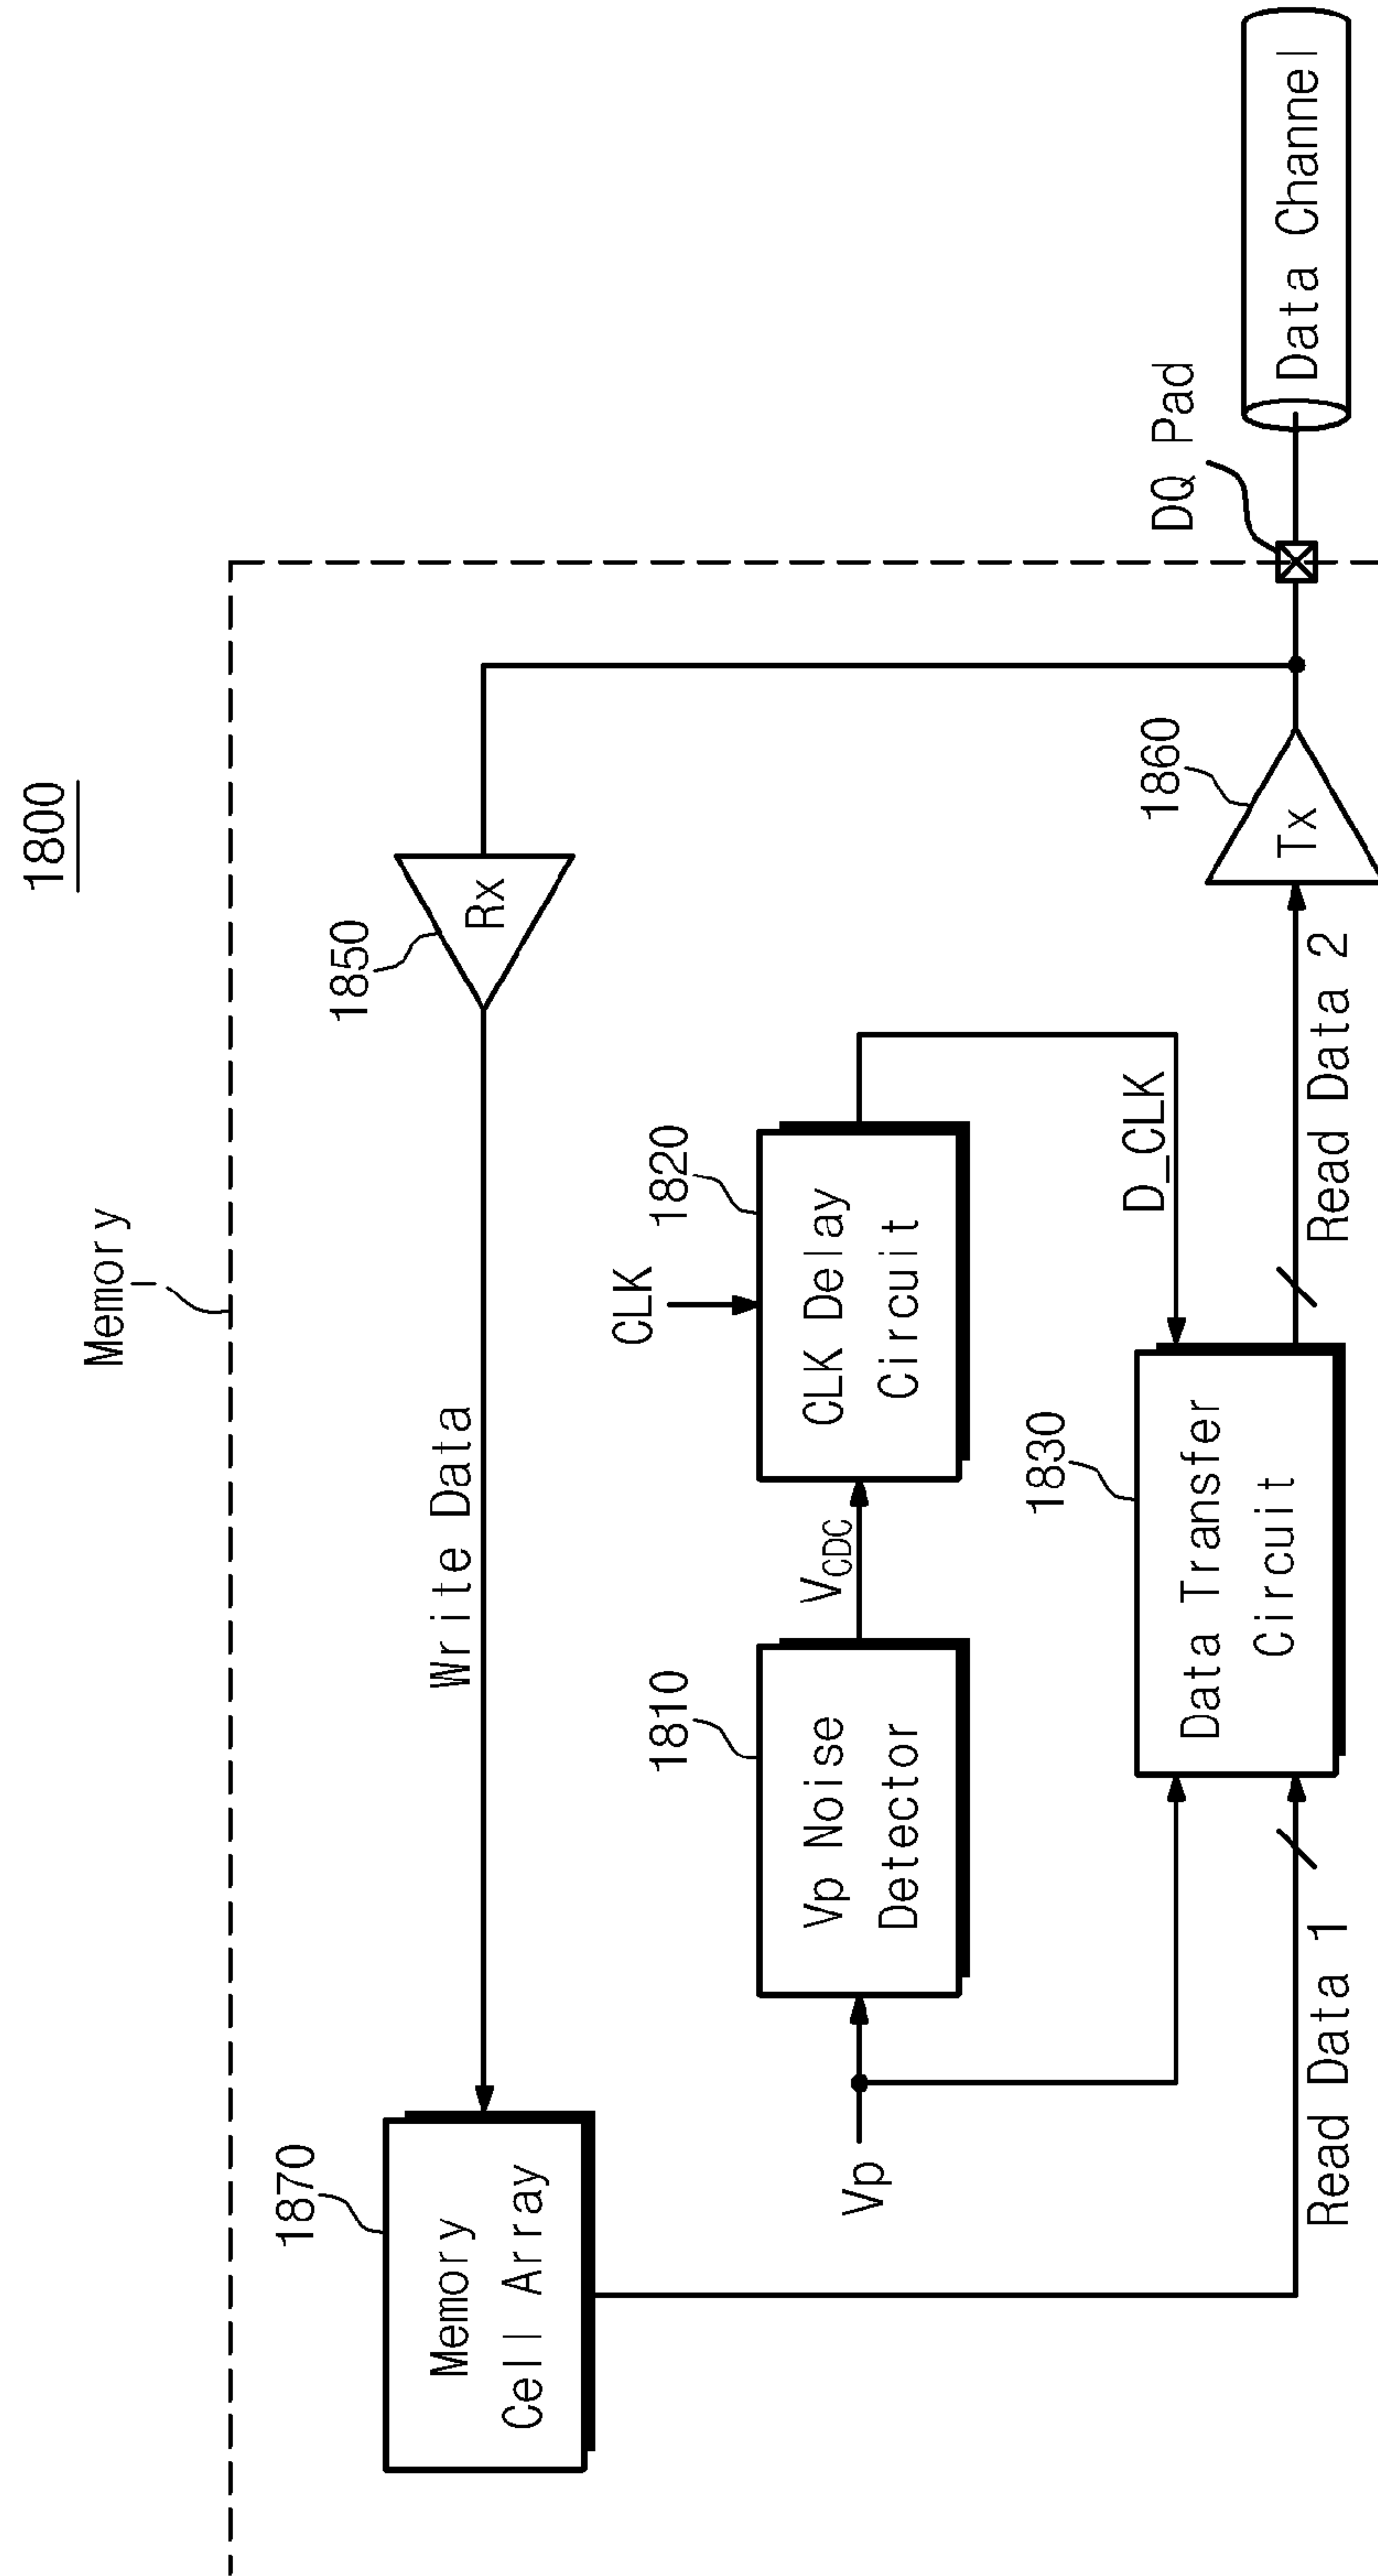 1800
Memory
1870
Memory
Cell Array
Write Data
1850
Rx
1810
Vp Noise
Detector
Vp
V_CDC
CLK
1820
CLK Delay
Circuit
D_CLK
1830
Data Transfer
Circuit
Read Data 1
Read Data 2
1860
Tx
DQ Pad
Data Channel